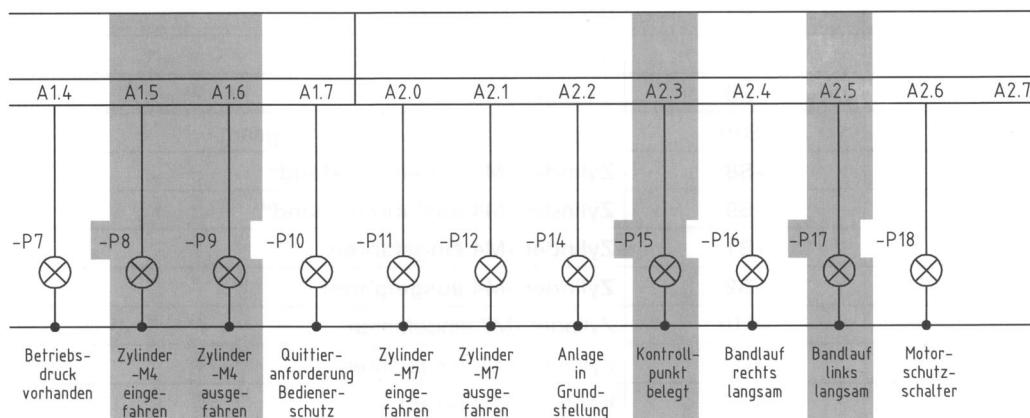 A1.4 A1.5 A1.6 A1.7 A2.0 A2.1 A2.2 A2.3 A2.4 A2.5 A2.6 A2.7
-P7 -P8 -P9 -P10 -P11 -P12 -P14 -P15 -P16 -P17 -P18
Betriebs-
druck
vorhanden
Zylinder
-M4
einge-
fahren
Zylinder
-M4
ausge-
fahren
Quittier-
anforderung
Bediener-
schutz
Zylinder
-M7
einge-
fahren
Zylinder
-M7
ausge-
fahren
Anlage
in
Grund-
stellung
Kontroll-
punkt
belegt
Bandlauf
rechts
langsam
Bandlauf
links
langsam
Motor-
schutz-
schalter